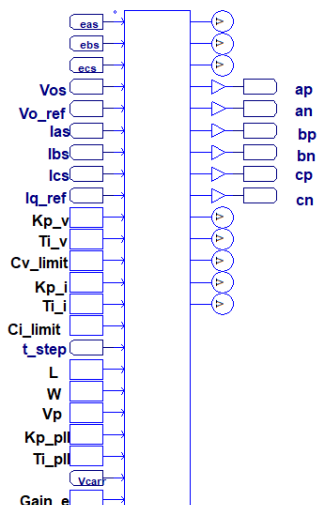 eas
ebs
ecs
Vos ap
Vo_ref an
Ias bp
Ibs bn
Ics cp
Iq_ref cn
Kp_v
Ti_v
Cv_limit
Kp_i
Ti_i
Ci_limit
t_step
L
W
Vp
Kp_pll
Ti_pll
Vcarr
Gain_e